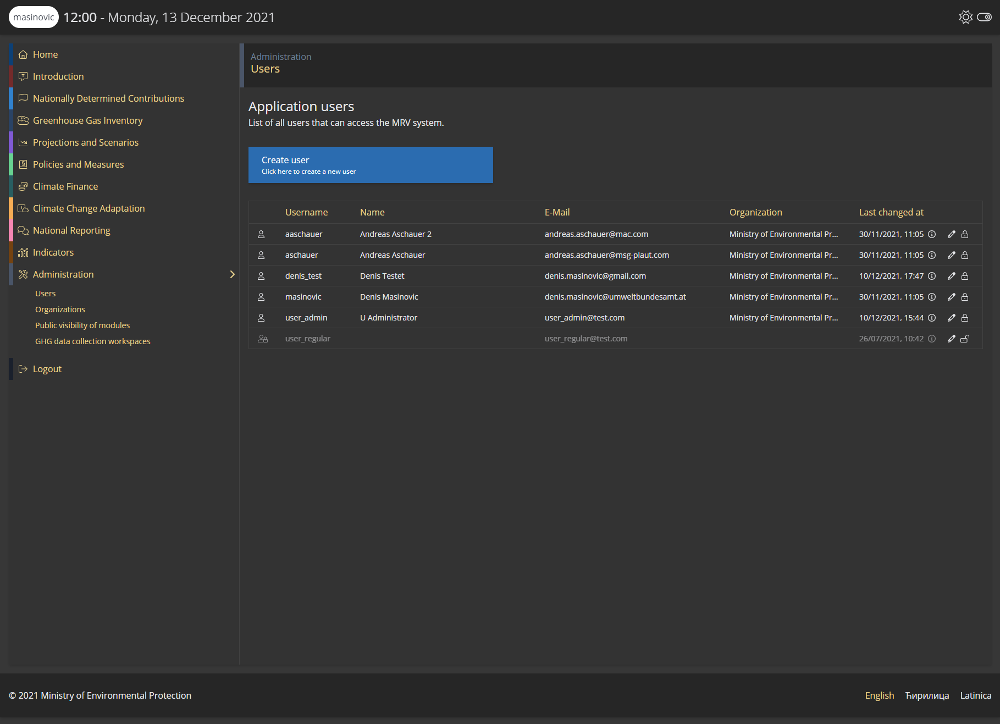 masinovic 12:00 - Monday, 13 December 2021
Home
Introduction
Nationally Determined Contributions
Greenhouse Gas Inventory
Projections and Scenarios
Policies and Measures
Climate Finance
Climate Change Adaptation
National Reporting
Indicators
Administration
Users
Organizations
Public visibility of modules
GHG data collection workspaces
Logout
Administration
Users
Application users
List of all users that can access the MRV system.
Create user
Click here to create a new user
Username Name E-Mail Organization Last changed at
aaschauer Andreas Aschauer 2 andreas.aschauer@mac.com Ministry of Environmental Pr... 30/11/2021, 11:05
aschauer Andreas Aschauer andreas.aschauer@msg-plaut.com Ministry of Environmental Pr... 30/11/2021, 11:05
denis_test Denis Testet denis.masinovic@gmail.com Ministry of Environmental Pr... 10/12/2021, 17:47
masinovic Denis Masinovic denis.masinovic@umweltbundesamt.at Ministry of Environmental Pr... 30/11/2021, 11:05
user_admin U Administrator user_admin@test.com Ministry of Environmental Pr... 10/12/2021, 15:44
user_regular user_regular@test.com 26/07/2021, 10:42
© 2021 Ministry of Environmental Protection
English Ћирилица Latinica